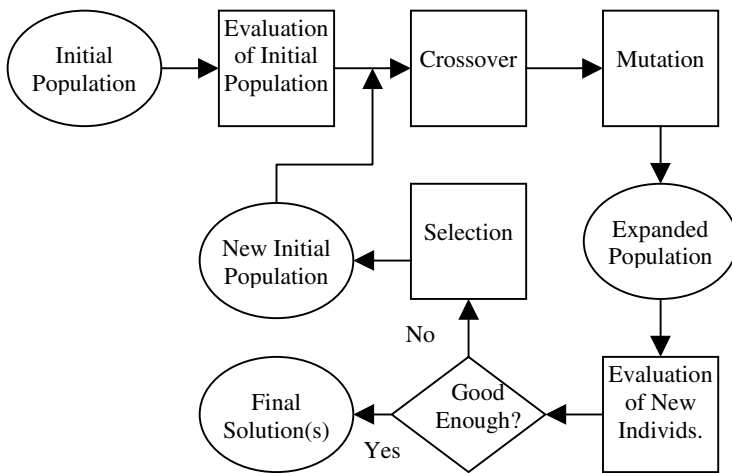 Initial
Population
Evaluation
of Initial
Population
Crossover
Mutation
New Initial
Population
Selection
Expanded
Population
No
Final
Solution(s)
Yes
Good
Enough?
Evaluation
of New
Individs.